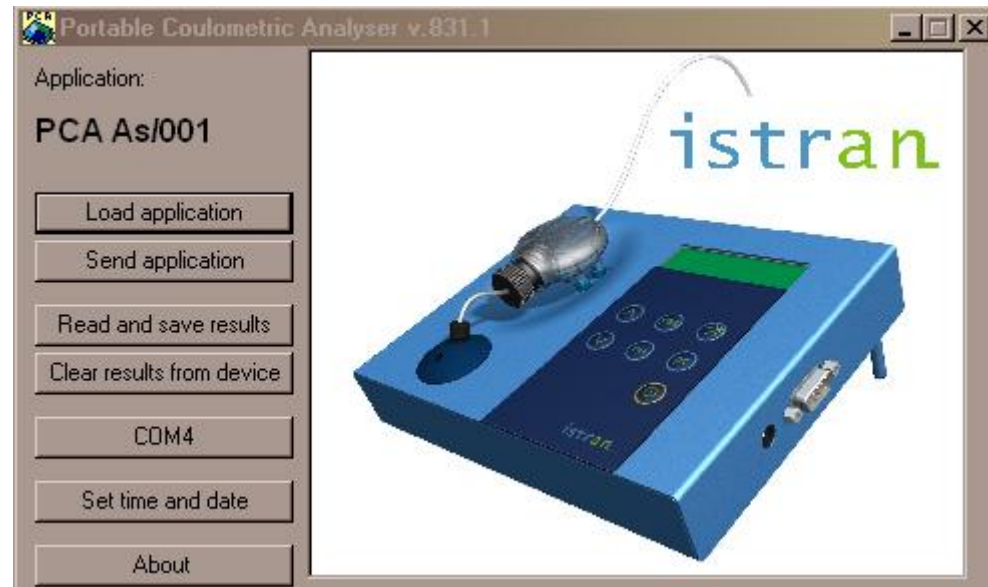 Portable Coulometric Analyser v.831.1
Application:
PCA As/001
Load application
Send application
Read and save results
Clear results from device
COM4
Set time and date
About
istran
istran